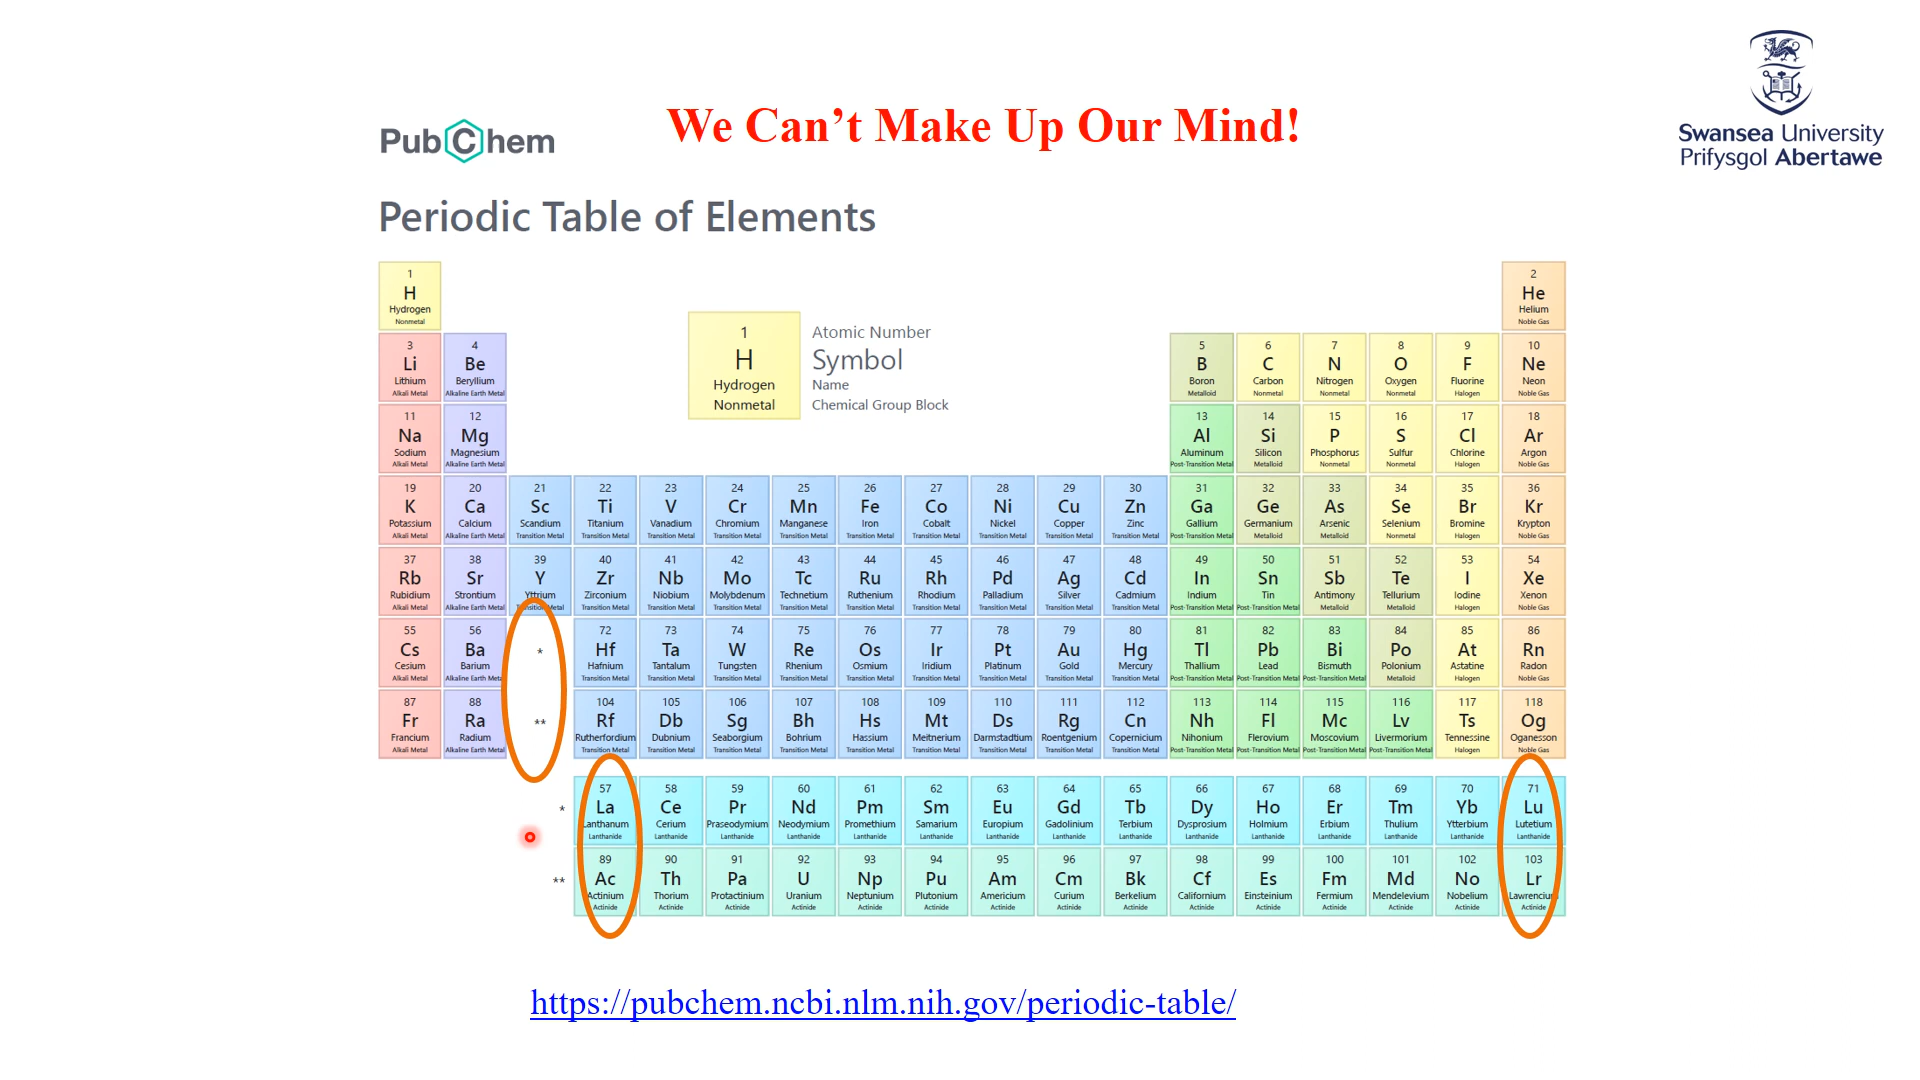 We Can’t Make Up Our Mind!
PubChem
Swansea University
Prifysgol Abertawe
Periodic Table of Elements
1 H Hydrogen Nonmetal
2 He Helium Noble Gas
1 H Hydrogen Nonmetal
Atomic Number
Symbol
Name
Chemical Group Block
3 Li Lithium Alkali Metal
4 Be Beryllium Alkaline Earth Metal
5 B Boron Metalloid
6 C Carbon Nonmetal
7 N Nitrogen Nonmetal
8 O Oxygen Nonmetal
9 F Fluorine Halogen
10 Ne Neon Noble Gas
11 Na Sodium Alkali Metal
12 Mg Magnesium Alkaline Earth Metal
13 Al Aluminum Post-Transition Metal
14 Si Silicon Metalloid
15 P Phosphorus Nonmetal
16 S Sulfur Nonmetal
17 Cl Chlorine Halogen
18 Ar Argon Noble Gas
19 K Potassium Alkali Metal
20 Ca Calcium Alkaline Earth Metal
21 Sc Scandium Transition Metal
22 Ti Titanium Transition Metal
23 V Vanadium Transition Metal
24 Cr Chromium Transition Metal
25 Mn Manganese Transition Metal
26 Fe Iron Transition Metal
27 Co Cobalt Transition Metal
28 Ni Nickel Transition Metal
29 Cu Copper Transition Metal
30 Zn Zinc Transition Metal
31 Ga Gallium Post-Transition Metal
32 Ge Germanium Metalloid
33 As Arsenic Metalloid
34 Se Selenium Nonmetal
35 Br Bromine Halogen
36 Kr Krypton Noble Gas
37 Rb Rubidium Alkali Metal
38 Sr Strontium Alkaline Earth Metal
39 Y Yttrium Transition Metal
40 Zr Zirconium Transition Metal
41 Nb Niobium Transition Metal
42 Mo Molybdenum Transition Metal
43 Tc Technetium Transition Metal
44 Ru Ruthenium Transition Metal
45 Rh Rhodium Transition Metal
46 Pd Palladium Transition Metal
47 Ag Silver Transition Metal
48 Cd Cadmium Transition Metal
49 In Indium Post-Transition Metal
50 Sn Tin Post-Transition Metal
51 Sb Antimony Metalloid
52 Te Tellurium Metalloid
53 I Iodine Halogen
54 Xe Xenon Noble Gas
55 Cs Cesium Alkali Metal
56 Ba Barium Alkaline Earth Metal
*
72 Hf Hafnium Transition Metal
73 Ta Tantalum Transition Metal
74 W Tungsten Transition Metal
75 Re Rhenium Transition Metal
76 Os Osmium Transition Metal
77 Ir Iridium Transition Metal
78 Pt Platinum Transition Metal
79 Au Gold Transition Metal
80 Hg Mercury Transition Metal
81 Tl Thallium Post-Transition Metal
82 Pb Lead Post-Transition Metal
83 Bi Bismuth Post-Transition Metal
84 Po Polonium Metalloid
85 At Astatine Halogen
86 Rn Radon Noble Gas
87 Fr Francium Alkali Metal
88 Ra Radium Alkaline Earth Metal
**
104 Rf Rutherfordium Transition Metal
105 Db Dubnium Transition Metal
106 Sg Seaborgium Transition Metal
107 Bh Bohrium Transition Metal
108 Hs Hassium Transition Metal
109 Mt Meitnerium Transition Metal
110 Ds Darmstadtium Transition Metal
111 Rg Roentgenium Transition Metal
112 Cn Copernicium Transition Metal
113 Nh Nihonium Post-Transition Metal
114 Fl Flerovium Post-Transition Metal
115 Mc Moscovium Post-Transition Metal
116 Lv Livermorium Post-Transition Metal
117 Ts Tennessine Halogen
118 Og Oganesson Noble Gas
*
57 La Lanthanum Lanthanide
58 Ce Cerium Lanthanide
59 Pr Praseodymium Lanthanide
60 Nd Neodymium Lanthanide
61 Pm Promethium Lanthanide
62 Sm Samarium Lanthanide
63 Eu Europium Lanthanide
64 Gd Gadolinium Lanthanide
65 Tb Terbium Lanthanide
66 Dy Dysprosium Lanthanide
67 Ho Holmium Lanthanide
68 Er Erbium Lanthanide
69 Tm Thulium Lanthanide
70 Yb Ytterbium Lanthanide
71 Lu Lutetium Lanthanide
**
89 Ac Actinium Actinide
90 Th Thorium Actinide
91 Pa Protactinium Actinide
92 U Uranium Actinide
93 Np Neptunium Actinide
94 Pu Plutonium Actinide
95 Am Americium Actinide
96 Cm Curium Actinide
97 Bk Berkelium Actinide
98 Cf Californium Actinide
99 Es Einsteinium Actinide
100 Fm Fermium Actinide
101 Md Mendelevium Actinide
102 No Nobelium Actinide
103 Lr Lawrencium Actinide
https://pubchem.ncbi.nlm.nih.gov/periodic-table/